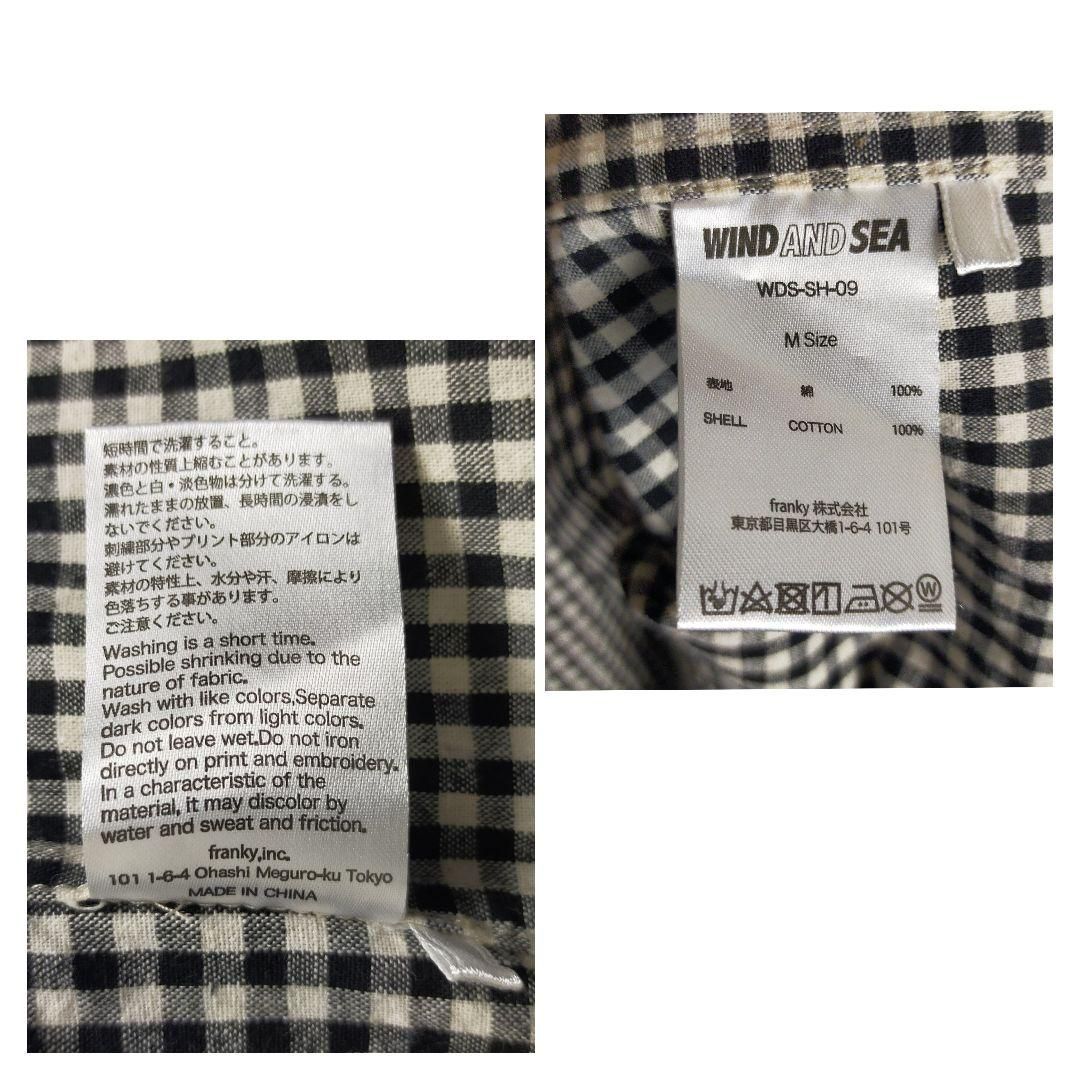 短時間で洗濯すること。
素材の性質上縮むことがあります。
濃色と白・淡色物は分けて洗濯する。
濡れたままの放置、長時間の浸漬をし
ないでください。
刺繍部分やプリント部分のアイロンは
避けてください。
素材の特性上、水分や汗、摩擦により
色落ちする事があります。
ご注意ください。
Washing is a short time.
Possible shrinking due to the
nature of fabric.
Wash with like colors.Separate
dark colors from light colors.
Do not leave wet.Do not iron
directly on print and embroidery.
In a characteristic of the
material, it may discolor by
water and sweat and friction.
franky,inc.
101 1-6-4 Ohashi Meguro-ku Tokyo
MADE IN CHINA
WIND AND SEA
WDS-SH-09
M Size
表地 綿 100%
SHELL COTTON 100%
franky 株式会社
東京都目黒区大橋1-6-4 101号
W